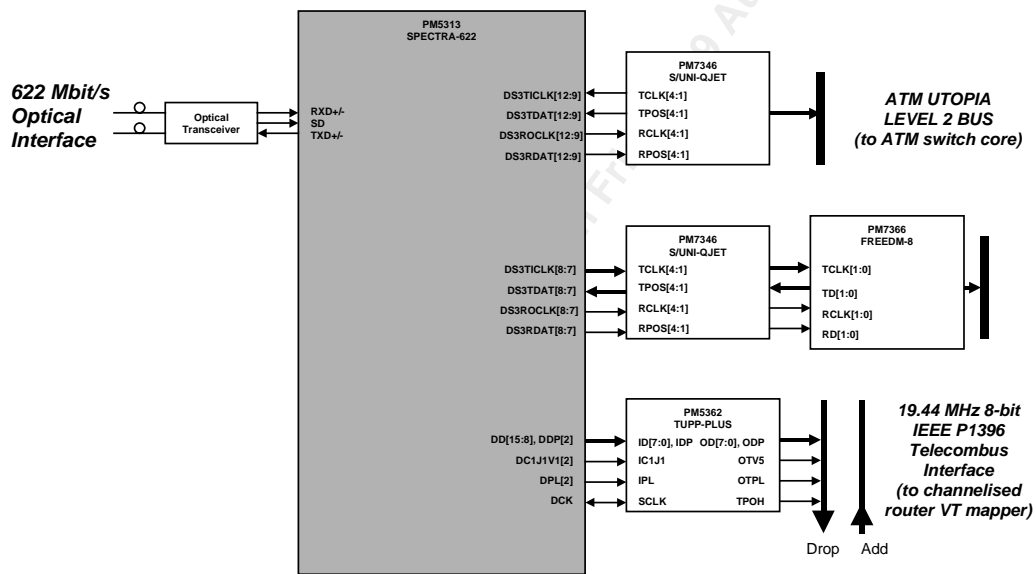 PM5313
SPECTRA-622
622 Mbit/s
Optical
Interface
Optical
Transceiver
RXD+/-
SD
TXD+/-
DS3TICLK[12:9]
DS3TDAT[12:9]
DS3ROCLK[12:9]
DS3RDAT[12:9]
PM7346
S/UNI-QJET
TCLK[4:1]
TPOS[4:1]
RCLK[4:1]
RPOS[4:1]
ATM UTOPIA
LEVEL 2 BUS
(to ATM switch core)
DS3TICLK[8:7]
DS3TDAT[8:7]
DS3ROCLK[8:7]
DS3RDAT[8:7]
PM7346
S/UNI-QJET
TCLK[4:1]
TPOS[4:1]
RCLK[4:1]
RPOS[4:1]
PM7366
FREEDM-8
TCLK[1:0]
TD[1:0]
RCLK[1:0]
RD[1:0]
DD[15:8], DDP[2]
DC1J1V1[2]
DPL[2]
DCK
PM5362
TUPP-PLUS
ID[7:0], IDP OD[7:0], ODP
IC1J1 OTV5
IPL OTPL
SCLK TPOH
Drop Add
19.44 MHz 8-bit
IEEE P1396
Telecombus
Interface
(to channelised
router VT mapper)